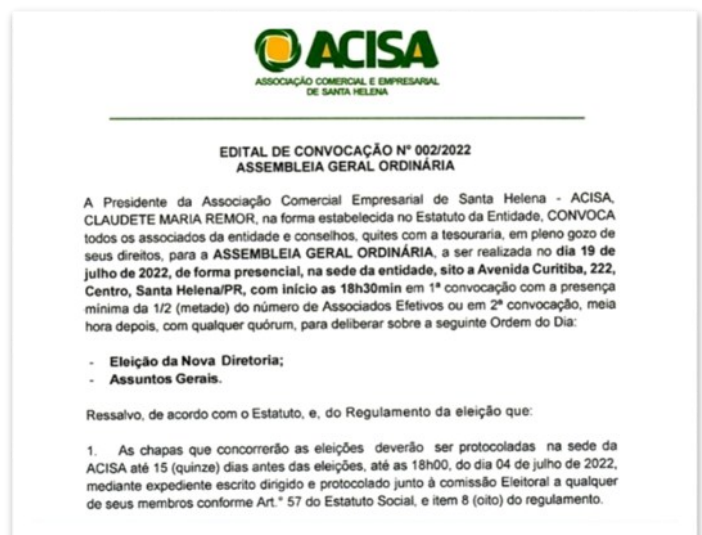 ACISA
ASSOCIAÇÃO COMERCIAL E EMPRESARIAL
DE SANTA HELENA
EDITAL DE CONVOCAÇÃO N° 002/2022
ASSEMBLEIA GERAL ORDINÁRIA
A Presidente da Associação Comercial Empresarial de Santa Helena - ACISA,
CLAUDETE MARIA REMOR, na forma estabelecida no Estatuto da Entidade, CONVOCA
todos os associados da entidade e conselhos, quites com a tesouraria, em pleno gozo de
seus direitos, para a ASSEMBLEIA GERAL ORDINÁRIA, a ser realizada no dia 19 de
julho de 2022, de forma presencial, na sede da entidade, sito a Avenida Curitiba, 222,
Centro, Santa Helena/PR, com início as 18h30min em 1ª convocação com a presença
mínima da 1/2 (metade) do número de Associados Efetivos ou em 2ª convocação, meia
hora depois, com qualquer quórum, para deliberar sobre a seguinte Ordem do Dia:
- Eleição da Nova Diretoria;
- Assuntos Gerais.
Ressalvo, de acordo com o Estatuto, e, do Regulamento da eleição que:
1. As chapas que concorrerão as eleições deverão ser protocoladas na sede da
ACISA até 15 (quinze) dias antes das eleições, até as 18h00, do dia 04 de julho de 2022,
mediante expediente escrito dirigido e protocolado junto à comissão Eleitoral a qualquer
de seus membros conforme Art.° 57 do Estatuto Social, e item 8 (oito) do regulamento.